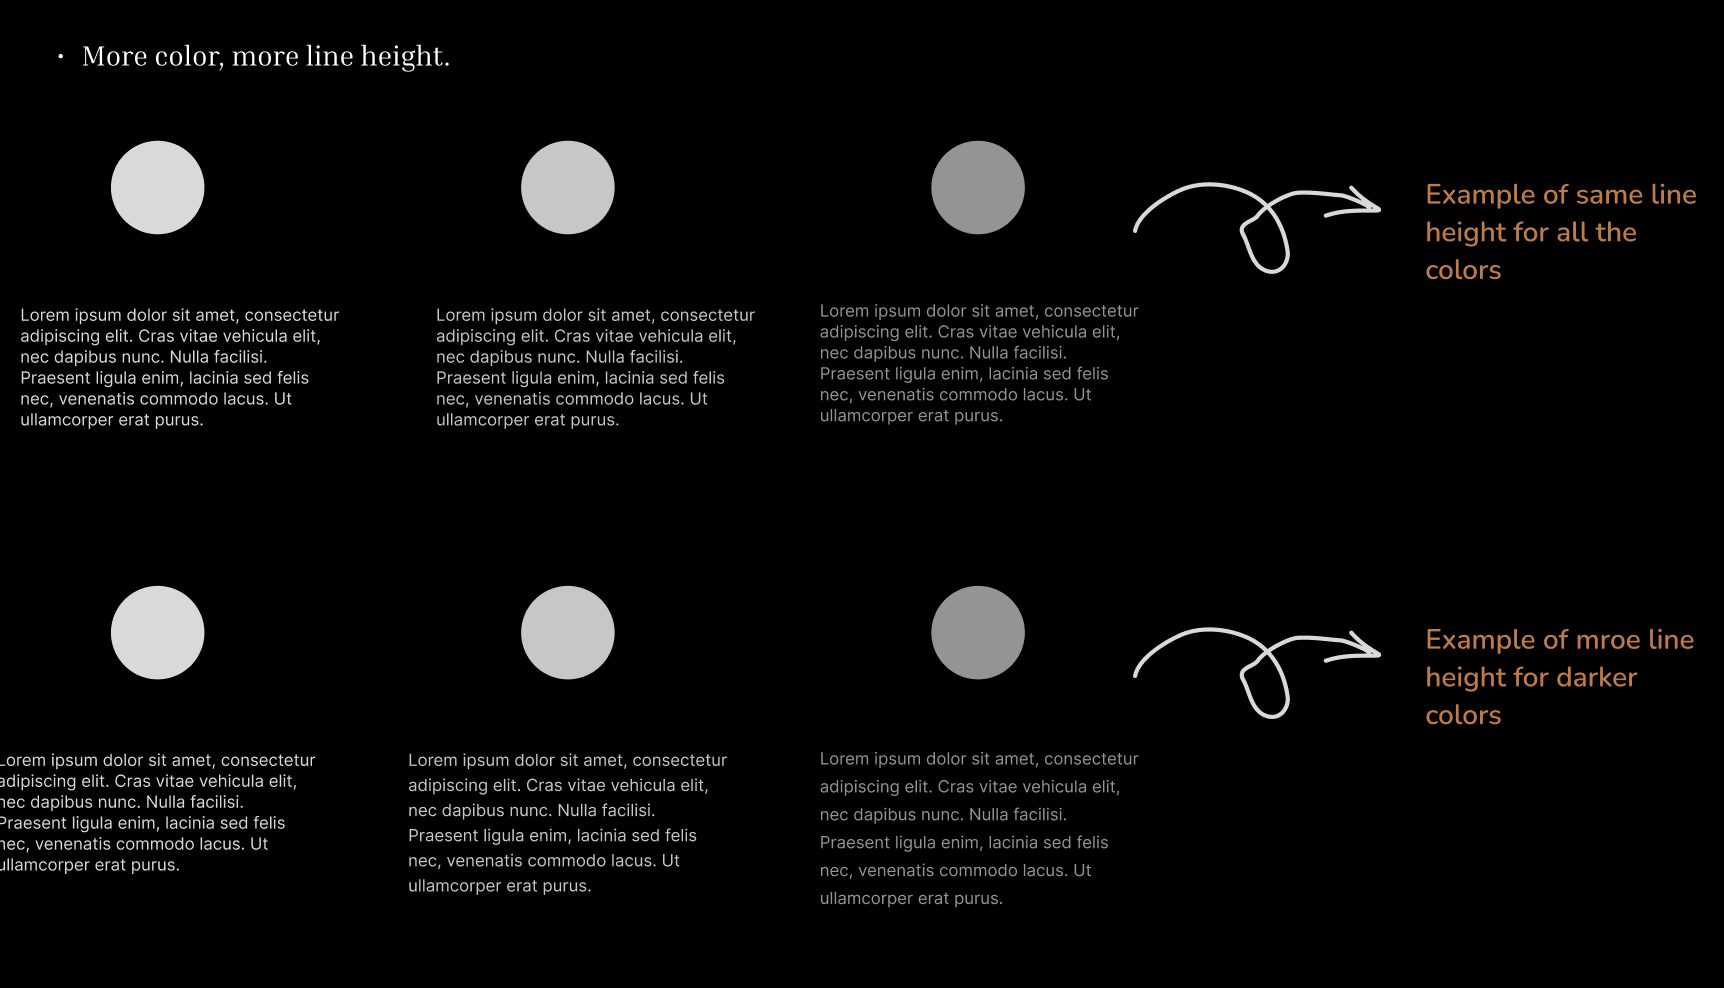 · More color, more line height.
Example of same line
height for all the
colors
Lorem ipsum dolor sit amet, consectetur
adipiscing elit. Cras vitae vehicula elit,
nec dapibus nunc. Nulla facilisi.
Praesent ligula enim, lacinia sed felis
nec, venenatis commodo lacus. Ut
ullamcorper erat purus.
Lorem ipsum dolor sit amet, consectetur
adipiscing elit. Cras vitae vehicula elit,
nec dapibus nunc. Nulla facilisi.
Praesent ligula enim, lacinia sed felis
nec, venenatis commodo lacus. Ut
ullamcorper erat purus.
Lorem ipsum dolor sit amet, consectetur
adipiscing elit. Cras vitae vehicula elit,
nec dapibus nunc. Nulla facilisi.
Praesent ligula enim, lacinia sed felis
nec, venenatis commodo lacus. Ut
ullamcorper erat purus.
Example of mroe line
height for darker
colors
Lorem ipsum dolor sit amet, consectetur
adipiscing elit. Cras vitae vehicula elit,
nec dapibus nunc. Nulla facilisi.
Praesent ligula enim, lacinia sed felis
nec, venenatis commodo lacus. Ut
ullamcorper erat purus.
Lorem ipsum dolor sit amet, consectetur
adipiscing elit. Cras vitae vehicula elit,
nec dapibus nunc. Nulla facilisi.
Praesent ligula enim, lacinia sed felis
nec, venenatis commodo lacus. Ut
ullamcorper erat purus.
Lorem ipsum dolor sit amet, consectetur
adipiscing elit. Cras vitae vehicula elit,
nec dapibus nunc. Nulla facilisi.
Praesent ligula enim, lacinia sed felis
nec, venenatis commodo lacus. Ut
ullamcorper erat purus.